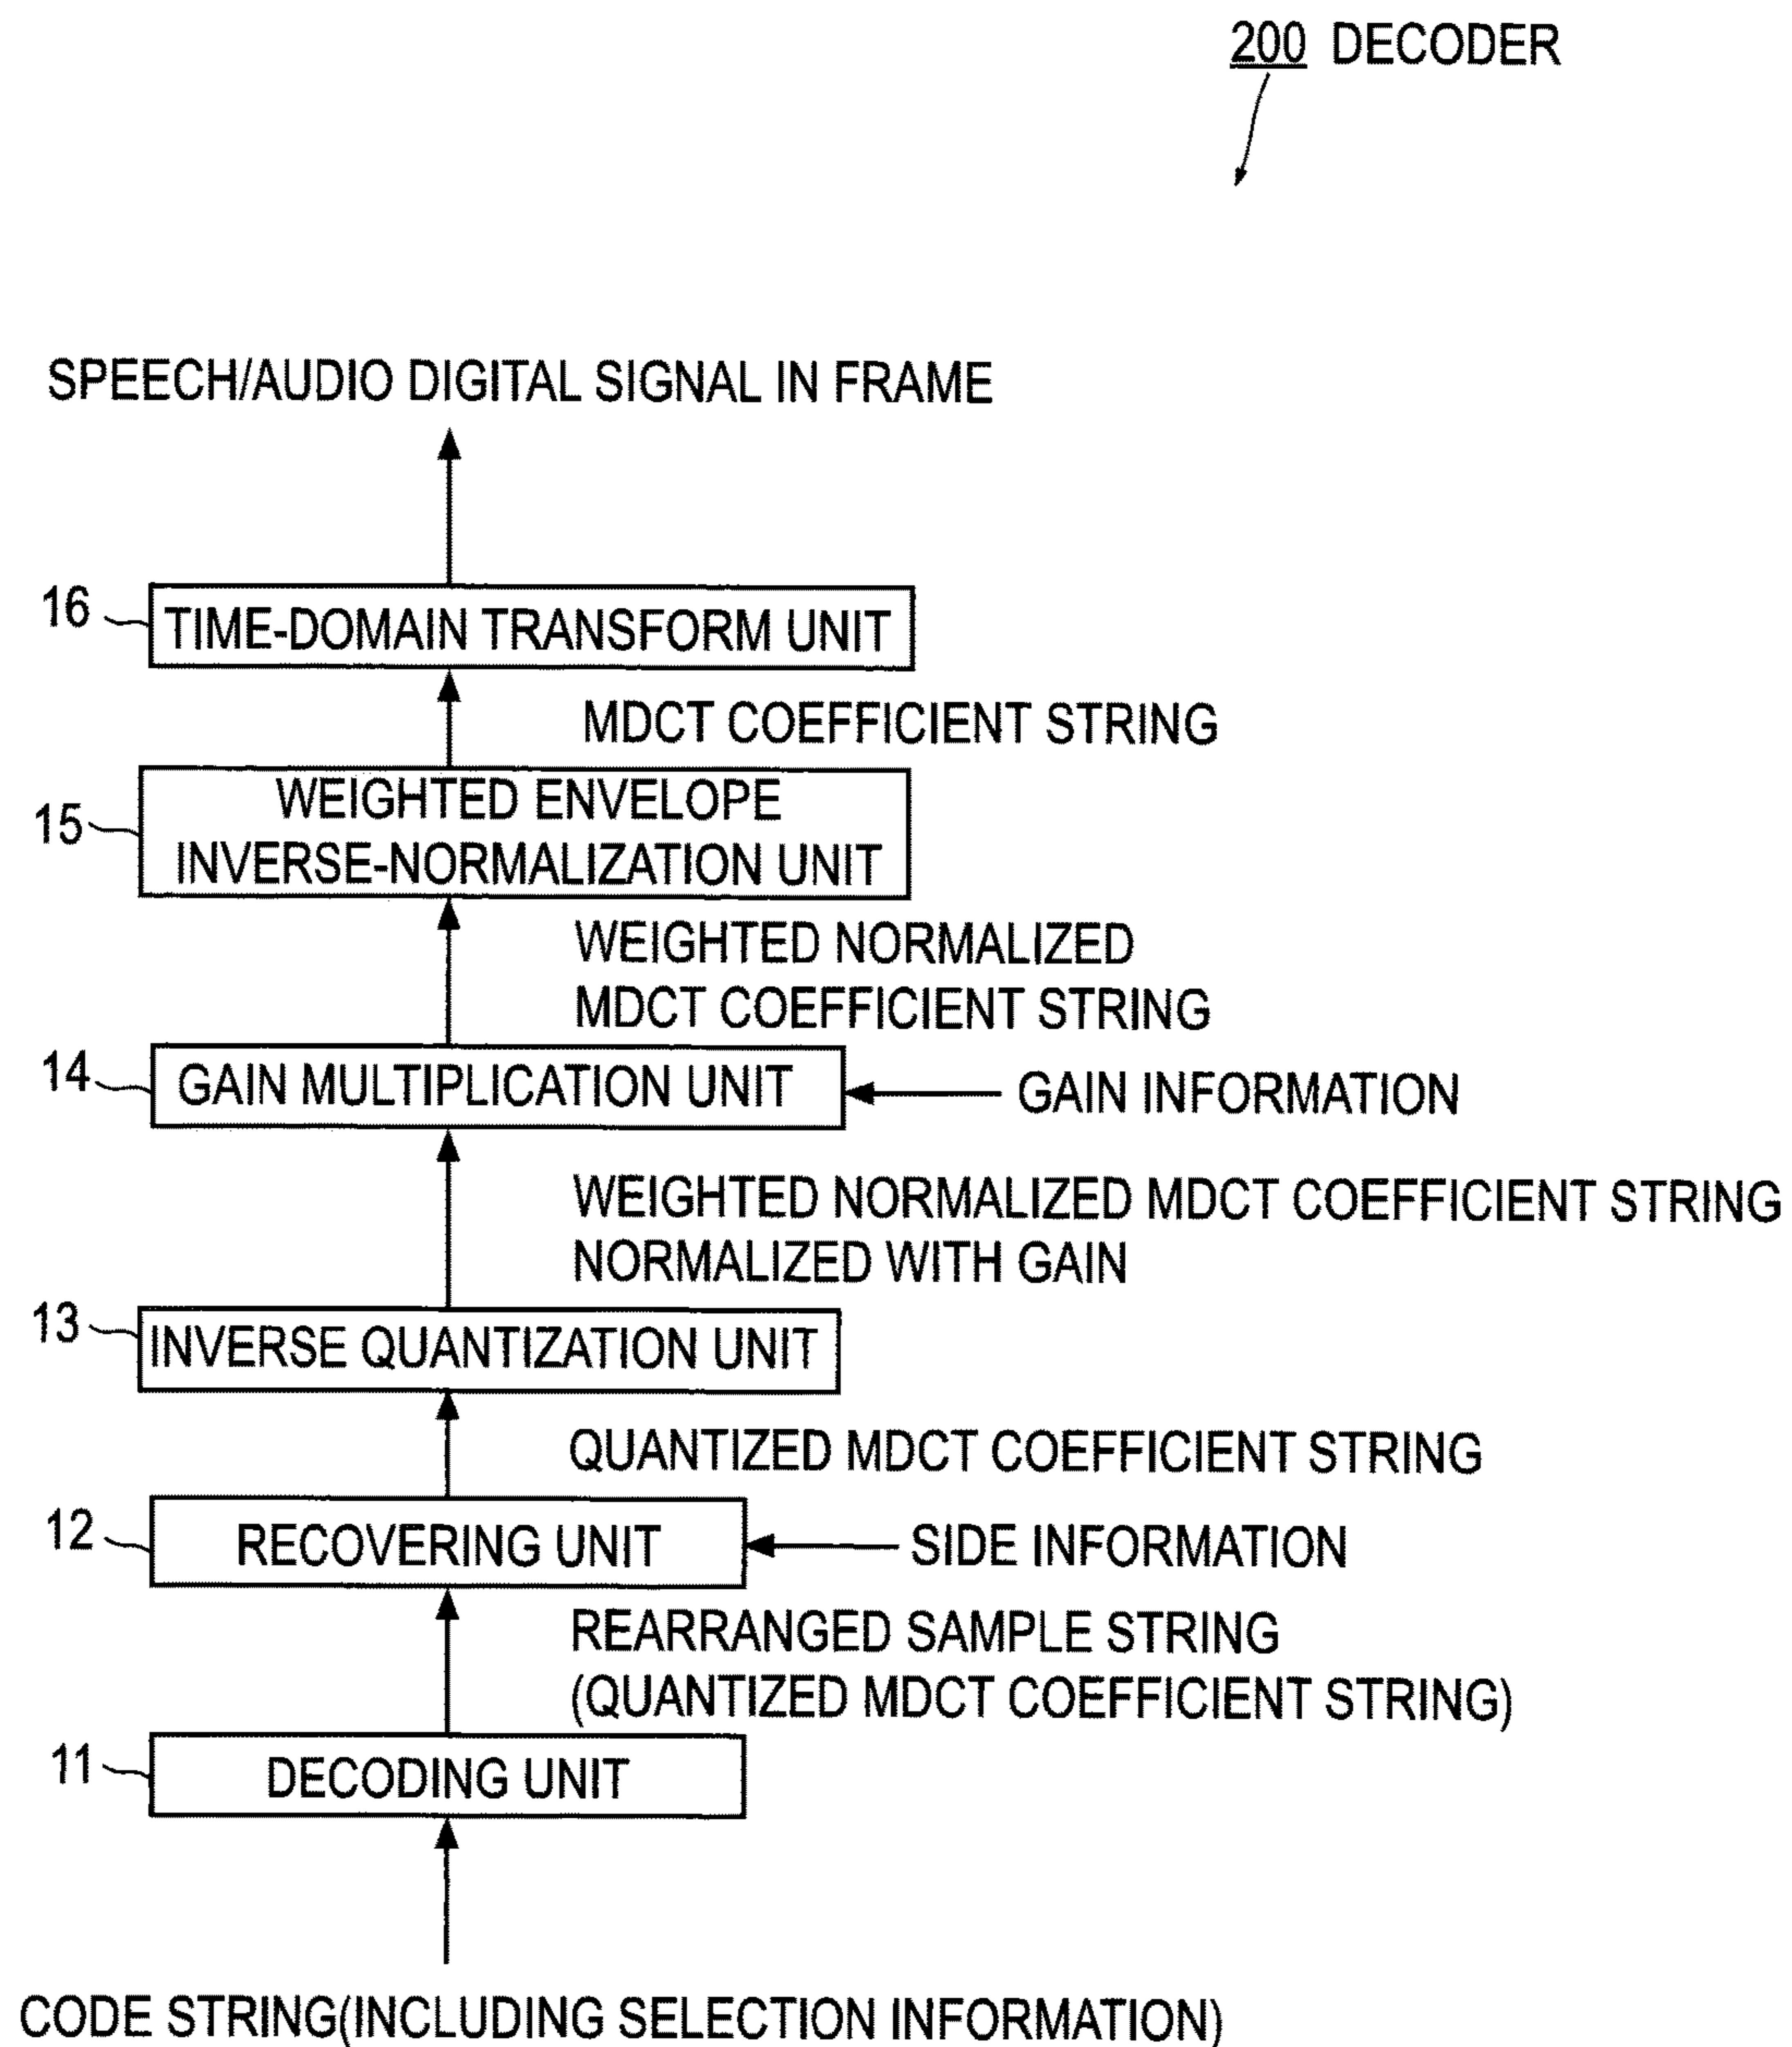 200 DECODER
SPEECH/AUDIO DIGITAL SIGNAL IN FRAME
16
TIME-DOMAIN TRANSFORM UNIT
MDCT COEFFICIENT STRING
15
WEIGHTED ENVELOPE
INVERSE-NORMALIZATION UNIT
WEIGHTED NORMALIZED
MDCT COEFFICIENT STRING
14
GAIN MULTIPLICATION UNIT
GAIN INFORMATION
WEIGHTED NORMALIZED MDCT COEFFICIENT STRING
NORMALIZED WITH GAIN
13
INVERSE QUANTIZATION UNIT
QUANTIZED MDCT COEFFICIENT STRING
12
RECOVERING UNIT
SIDE INFORMATION
REARRANGED SAMPLE STRING
(QUANTIZED MDCT COEFFICIENT STRING)
11
DECODING UNIT
CODE STRING(INCLUDING SELECTION INFORMATION)